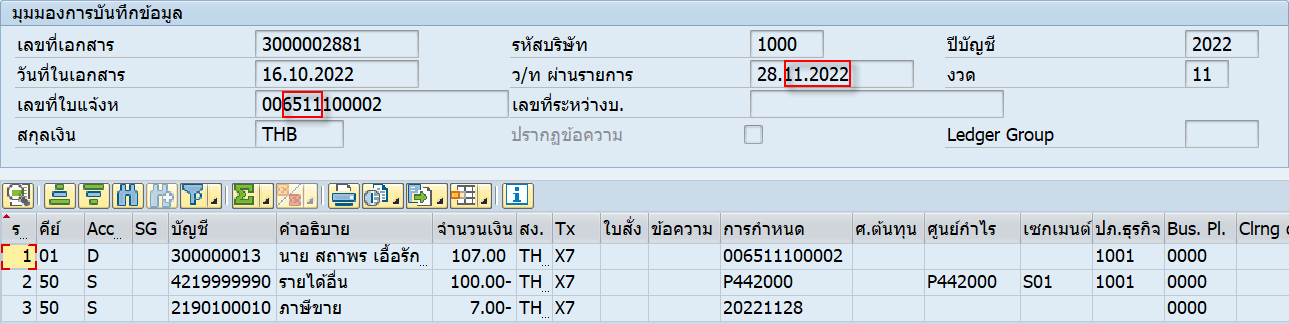 มุมมองการบันทึกข้อมูล
เลขที่เอกสาร 3000002881 รหัสบริษัท 1000 ปีบัญชี 2022
วันที่ในเอกสาร 16.10.2022 ว/ท ผ่านรายการ 28.11.2022 งวด 11
เลขที่ใบแจ้งห 006511100002 เลขที่ระหว่างบ.
สกุลเงิน THB ปรากฏข้อความ Ledger Group
ร... คีย์ Acc... SG บัญชี คำอธิบาย จำนวนเงิน สง. Tx ใบสั่ง ข้อความ การกำหนด ศ.ต้นทุน ศูนย์กำไร เซกเมนต์ ปภ.ธุรกิจ Bus. Pl. Clrng
1 01 D 300000013 นาย สถาพร เอื้อรัก... 107.00 TH... X7 006511100002 1001 0000
2 50 S 4219999990 รายได้อื่น 100.00- TH... X7 P442000 P442000 S01 1001 0000
3 50 S 2190100010 ภาษีขาย 7.00- TH... X7 20221128 0000